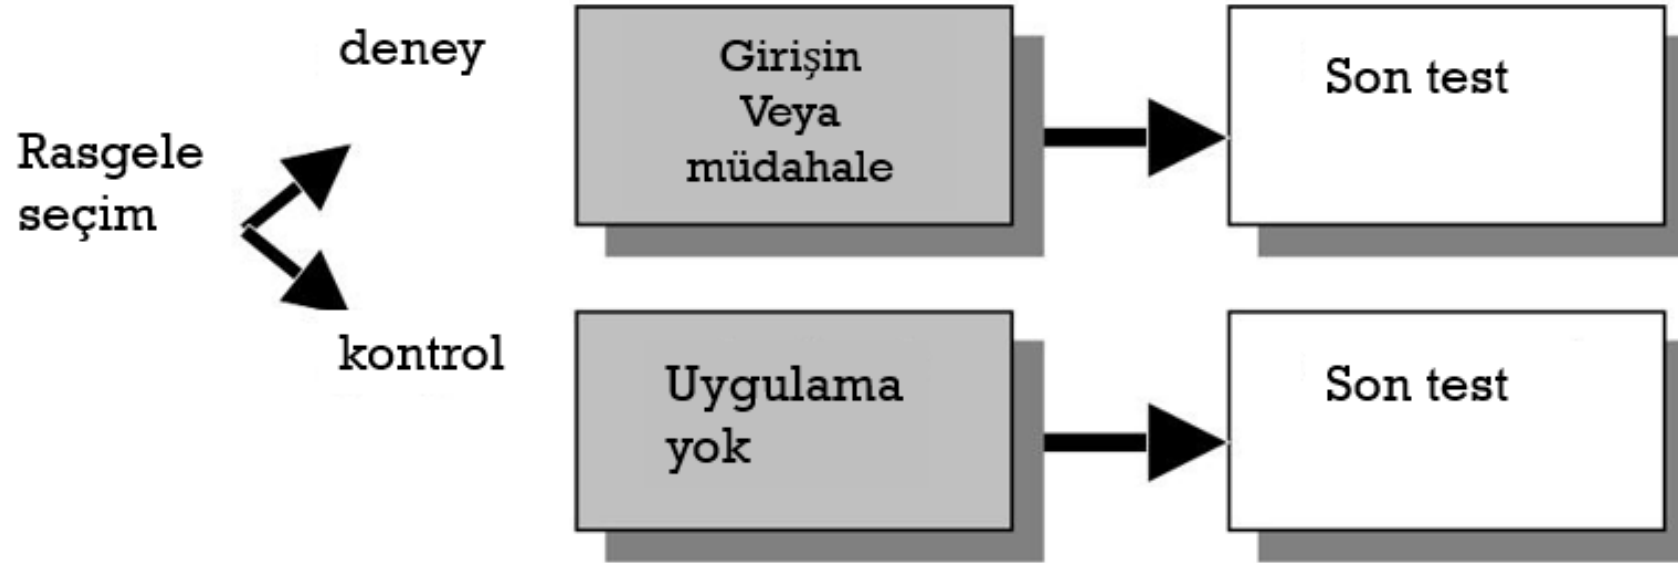 deney
Girişin
Veya
müdahale
Son test
Rasgele
seçim
kontrol
Uygulama
yok
Son test